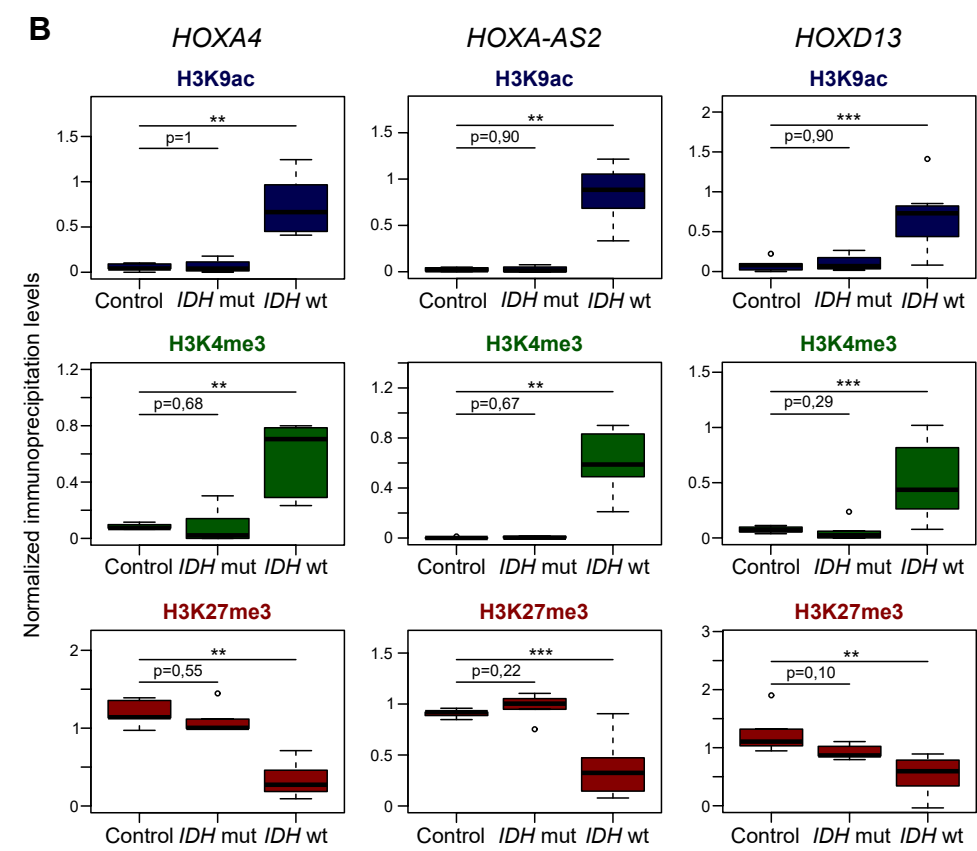 B
HOXA4 HOXA-AS2 HOXD13
H3K9ac H3K9ac H3K9ac
Normalized immunoprecipitation levels
** 
p=1
1.5
1
0.5
0
Control IDH mut IDH wt
**
p=0,90
1.5
1
0.5
0
Control IDH mut IDH wt
***
p=0,90
2
1.5
1
0.5
0
Control IDH mut IDH wt
H3K4me3 H3K4me3 H3K4me3
1.2
**
p=0,68
0.8
0.4
0
Control IDH mut IDH wt
1.2
**
p=0,67
0.8
0.4
0
Control IDH mut IDH wt
1.5
***
p=0,29
1
0.5
0
Control IDH mut IDH wt
H3K27me3 H3K27me3 H3K27me3
2
**
p=0,55
1
0
Control IDH mut IDH wt
1.5
***
p=0,22
1
0.5
0
Control IDH mut IDH wt
3
**
p=0,10
2
1
0
Control IDH mut IDH wt